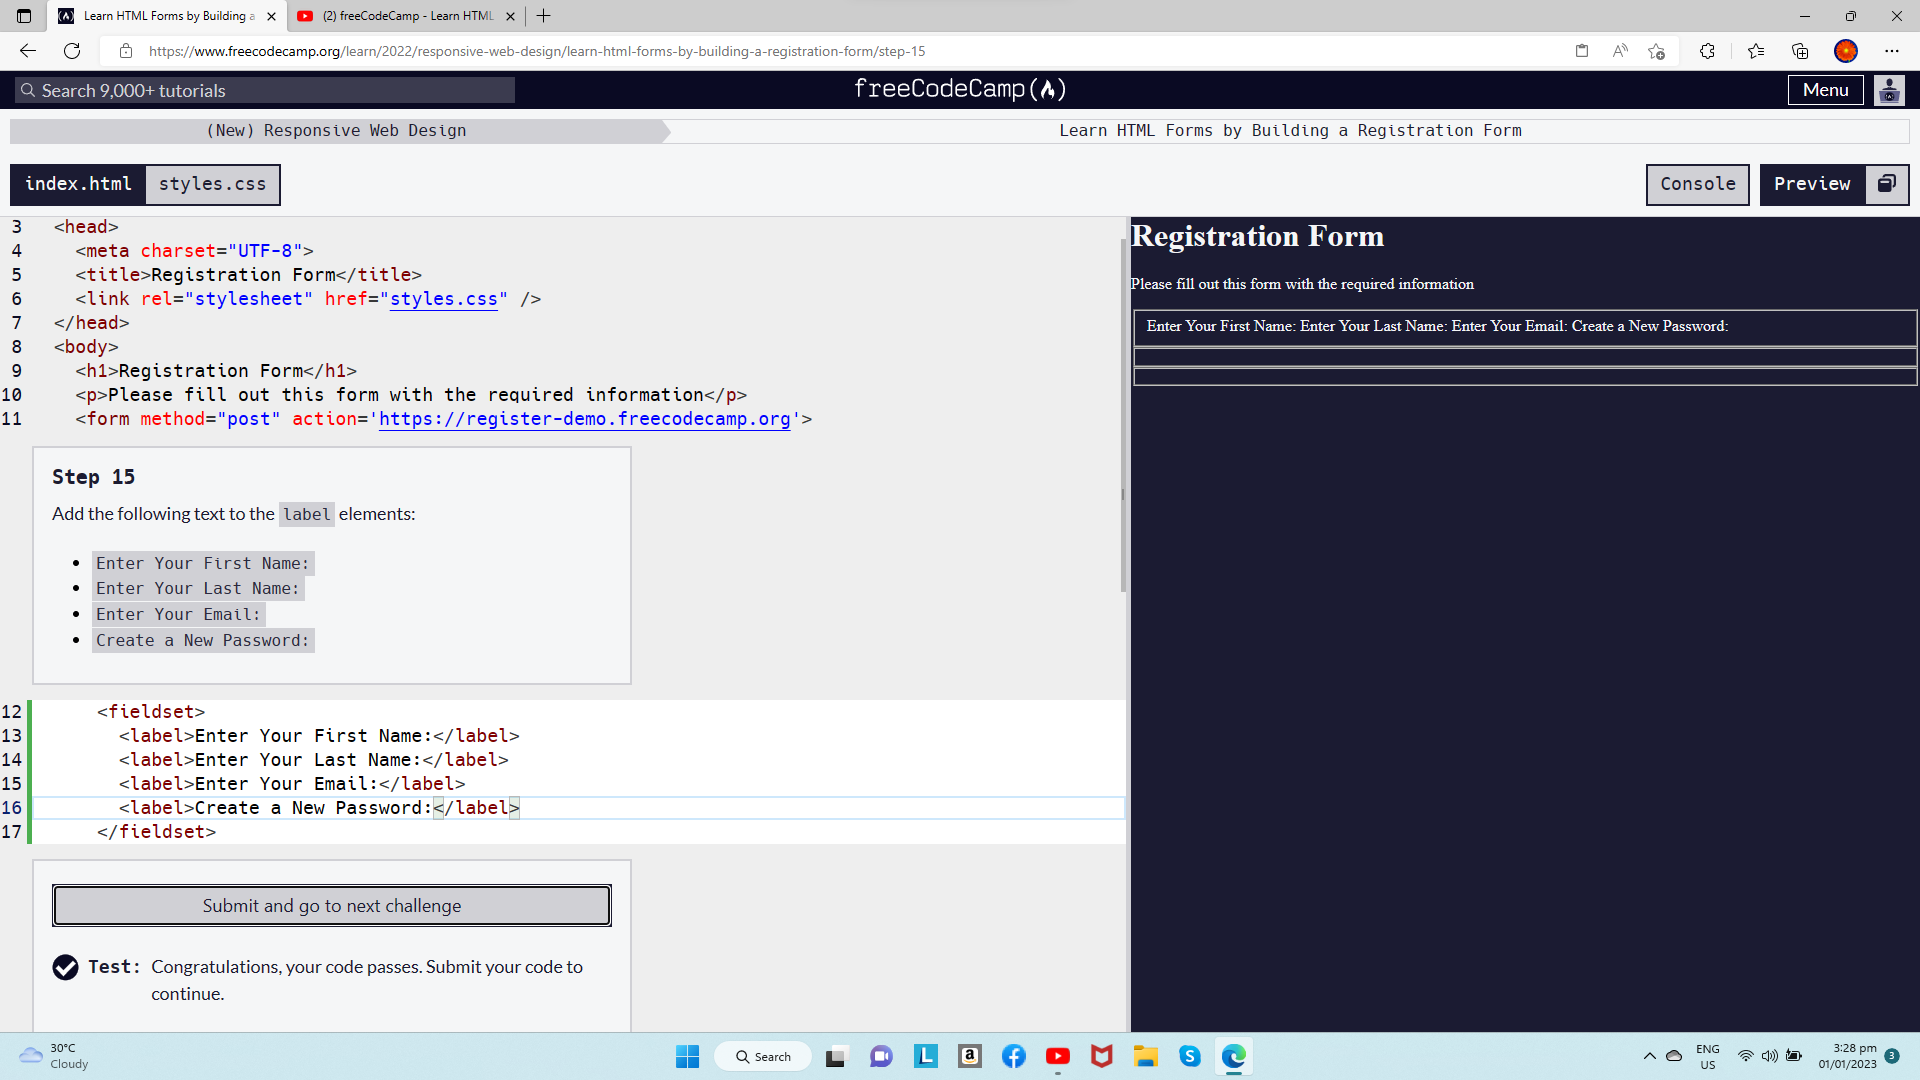 Learn HTML Forms by Building a
(2) freeCodeCamp - Learn HTML
https://www.freecodecamp.org/learn/2022/responsive-web-design/learn-html-forms-by-building-a-registration-form/step-15
Search 9,000+ tutorials
freeCodeCamp
Menu
(New) Responsive Web Design
Learn HTML Forms by Building a Registration Form
index.html
styles.css
Console
Preview
3 <head>
4 <meta charset="UTF-8">
5 <title>Registration Form</title>
6 <link rel="stylesheet" href="styles.css" />
7 </head>
8 <body>
9 <h1>Registration Form</h1>
10 <p>Please fill out this form with the required information</p>
11 <form method="post" action='https://register-demo.freecodecamp.org'>
Step 15
Add the following text to the label elements:
Enter Your First Name:
Enter Your Last Name:
Enter Your Email:
Create a New Password:
12 <fieldset>
13 <label>Enter Your First Name:</label>
14 <label>Enter Your Last Name:</label>
15 <label>Enter Your Email:</label>
16 <label>Create a New Password:</label>
17 </fieldset>
Submit and go to next challenge
Test: Congratulations, your code passes. Submit your code to
continue.
Registration Form
Please fill out this form with the required information
Enter Your First Name: Enter Your Last Name: Enter Your Email: Create a New Password:
30°C
Cloudy
Search
ENG
US
3:28 pm
01/01/2023
3